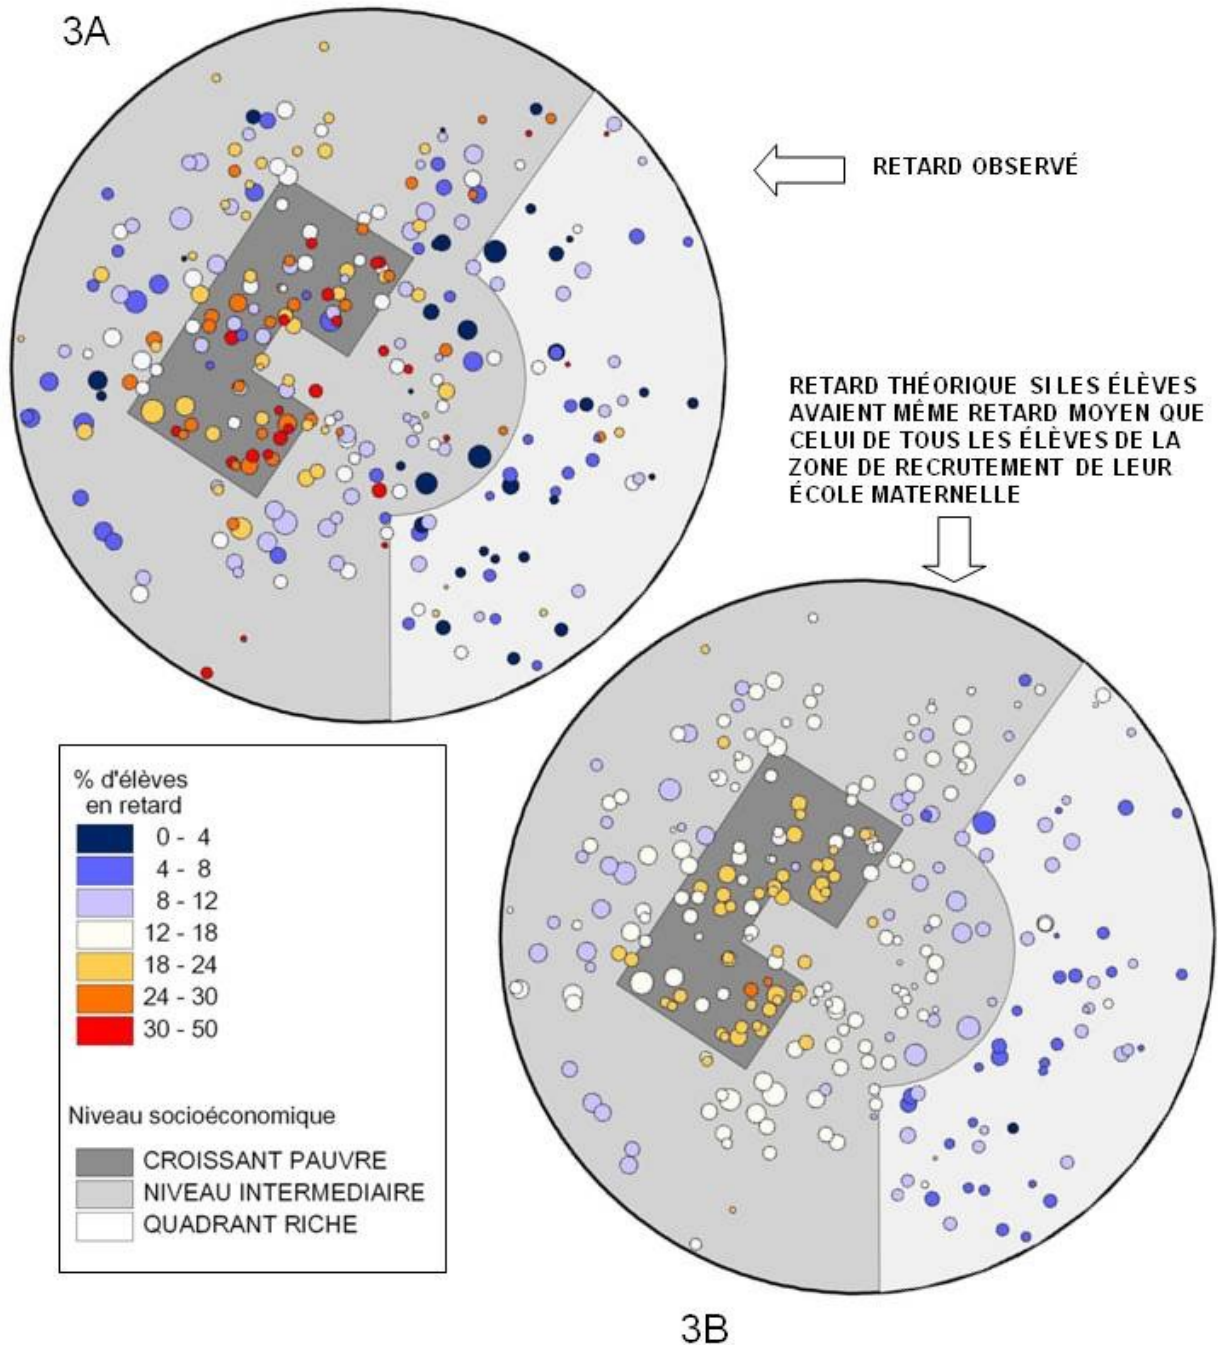 3A
RETARD OBSERVÉ
RETARD THÉORIQUE SI LES ÉLÈVES
AVAIENT MÊME RETARD MOYEN QUE
CELUI DE TOUS LES ÉLÈVES DE LA
ZONE DE RECRUTEMENT DE LEUR
ÉCOLE MATERNELLE
% d'élèves
en retard
0 - 4
4 - 8
8 - 12
12 - 18
18 - 24
24 - 30
30 - 50
Niveau socioéconomique
CROISSANT PAUVRE
NIVEAU INTERMEDIAIRE
QUADRANT RICHE
3B